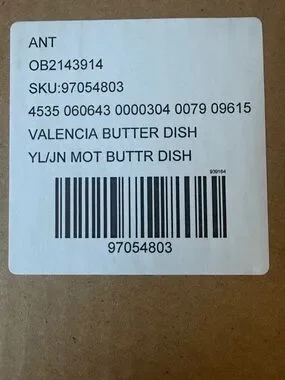 ANT
OB2143914
SKU:97054803
4535 060643 0000304 0079 09615
VALENCIA BUTTER DISH
YL/JN MOT BUTTR DISH
939164
97054803